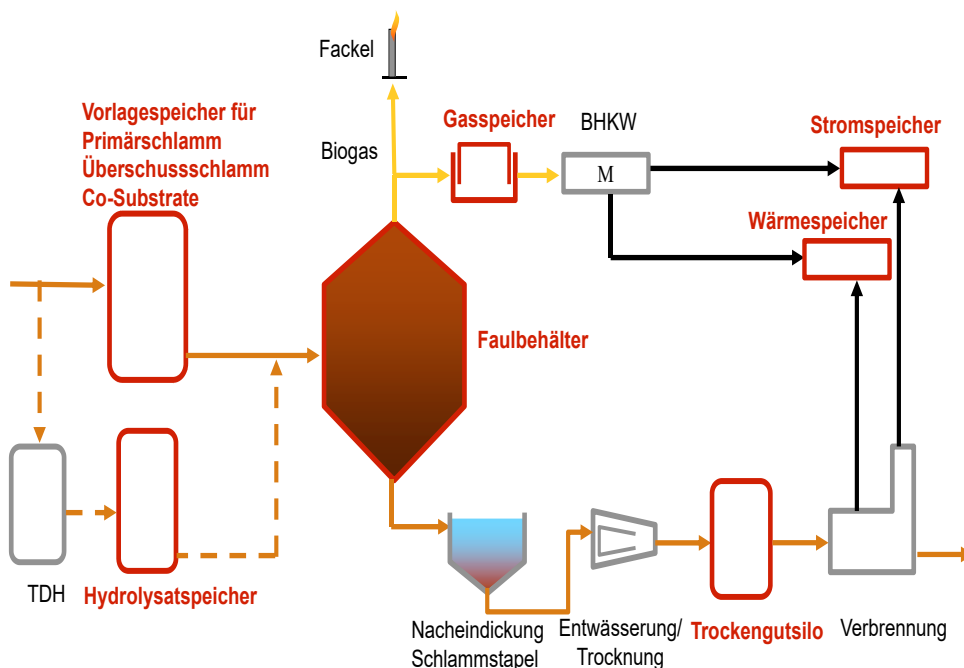 Fackel
Vorlagespeicher für
Primärschlamm
Überschussschlamm
Co-Substrate
Biogas
Gasspeicher
BHKW
M
Stromspeicher
Wärmespeicher
Faulbehälter
TDH
Hydrolysatspeicher
Nacheindickung
Schlammstapel
Entwässerung/
Trocknung
Trockengutsilo
Verbrennung